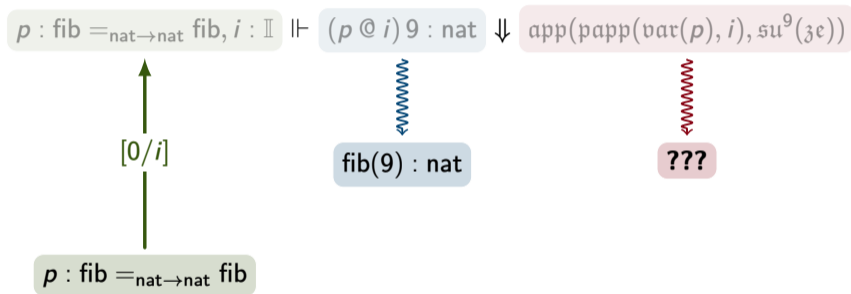 p : fib =nat→nat fib, i : 𝕀 ⊩ (p @ i) 9 : nat ⇓ 𝔞𝔭𝔭(𝔭𝔞𝔭𝔭(𝔳𝔞𝔯(p), i), 𝔰𝔲⁹(𝔷𝔢))
[0/i]
fib(9) : nat
???
p : fib =nat→nat fib